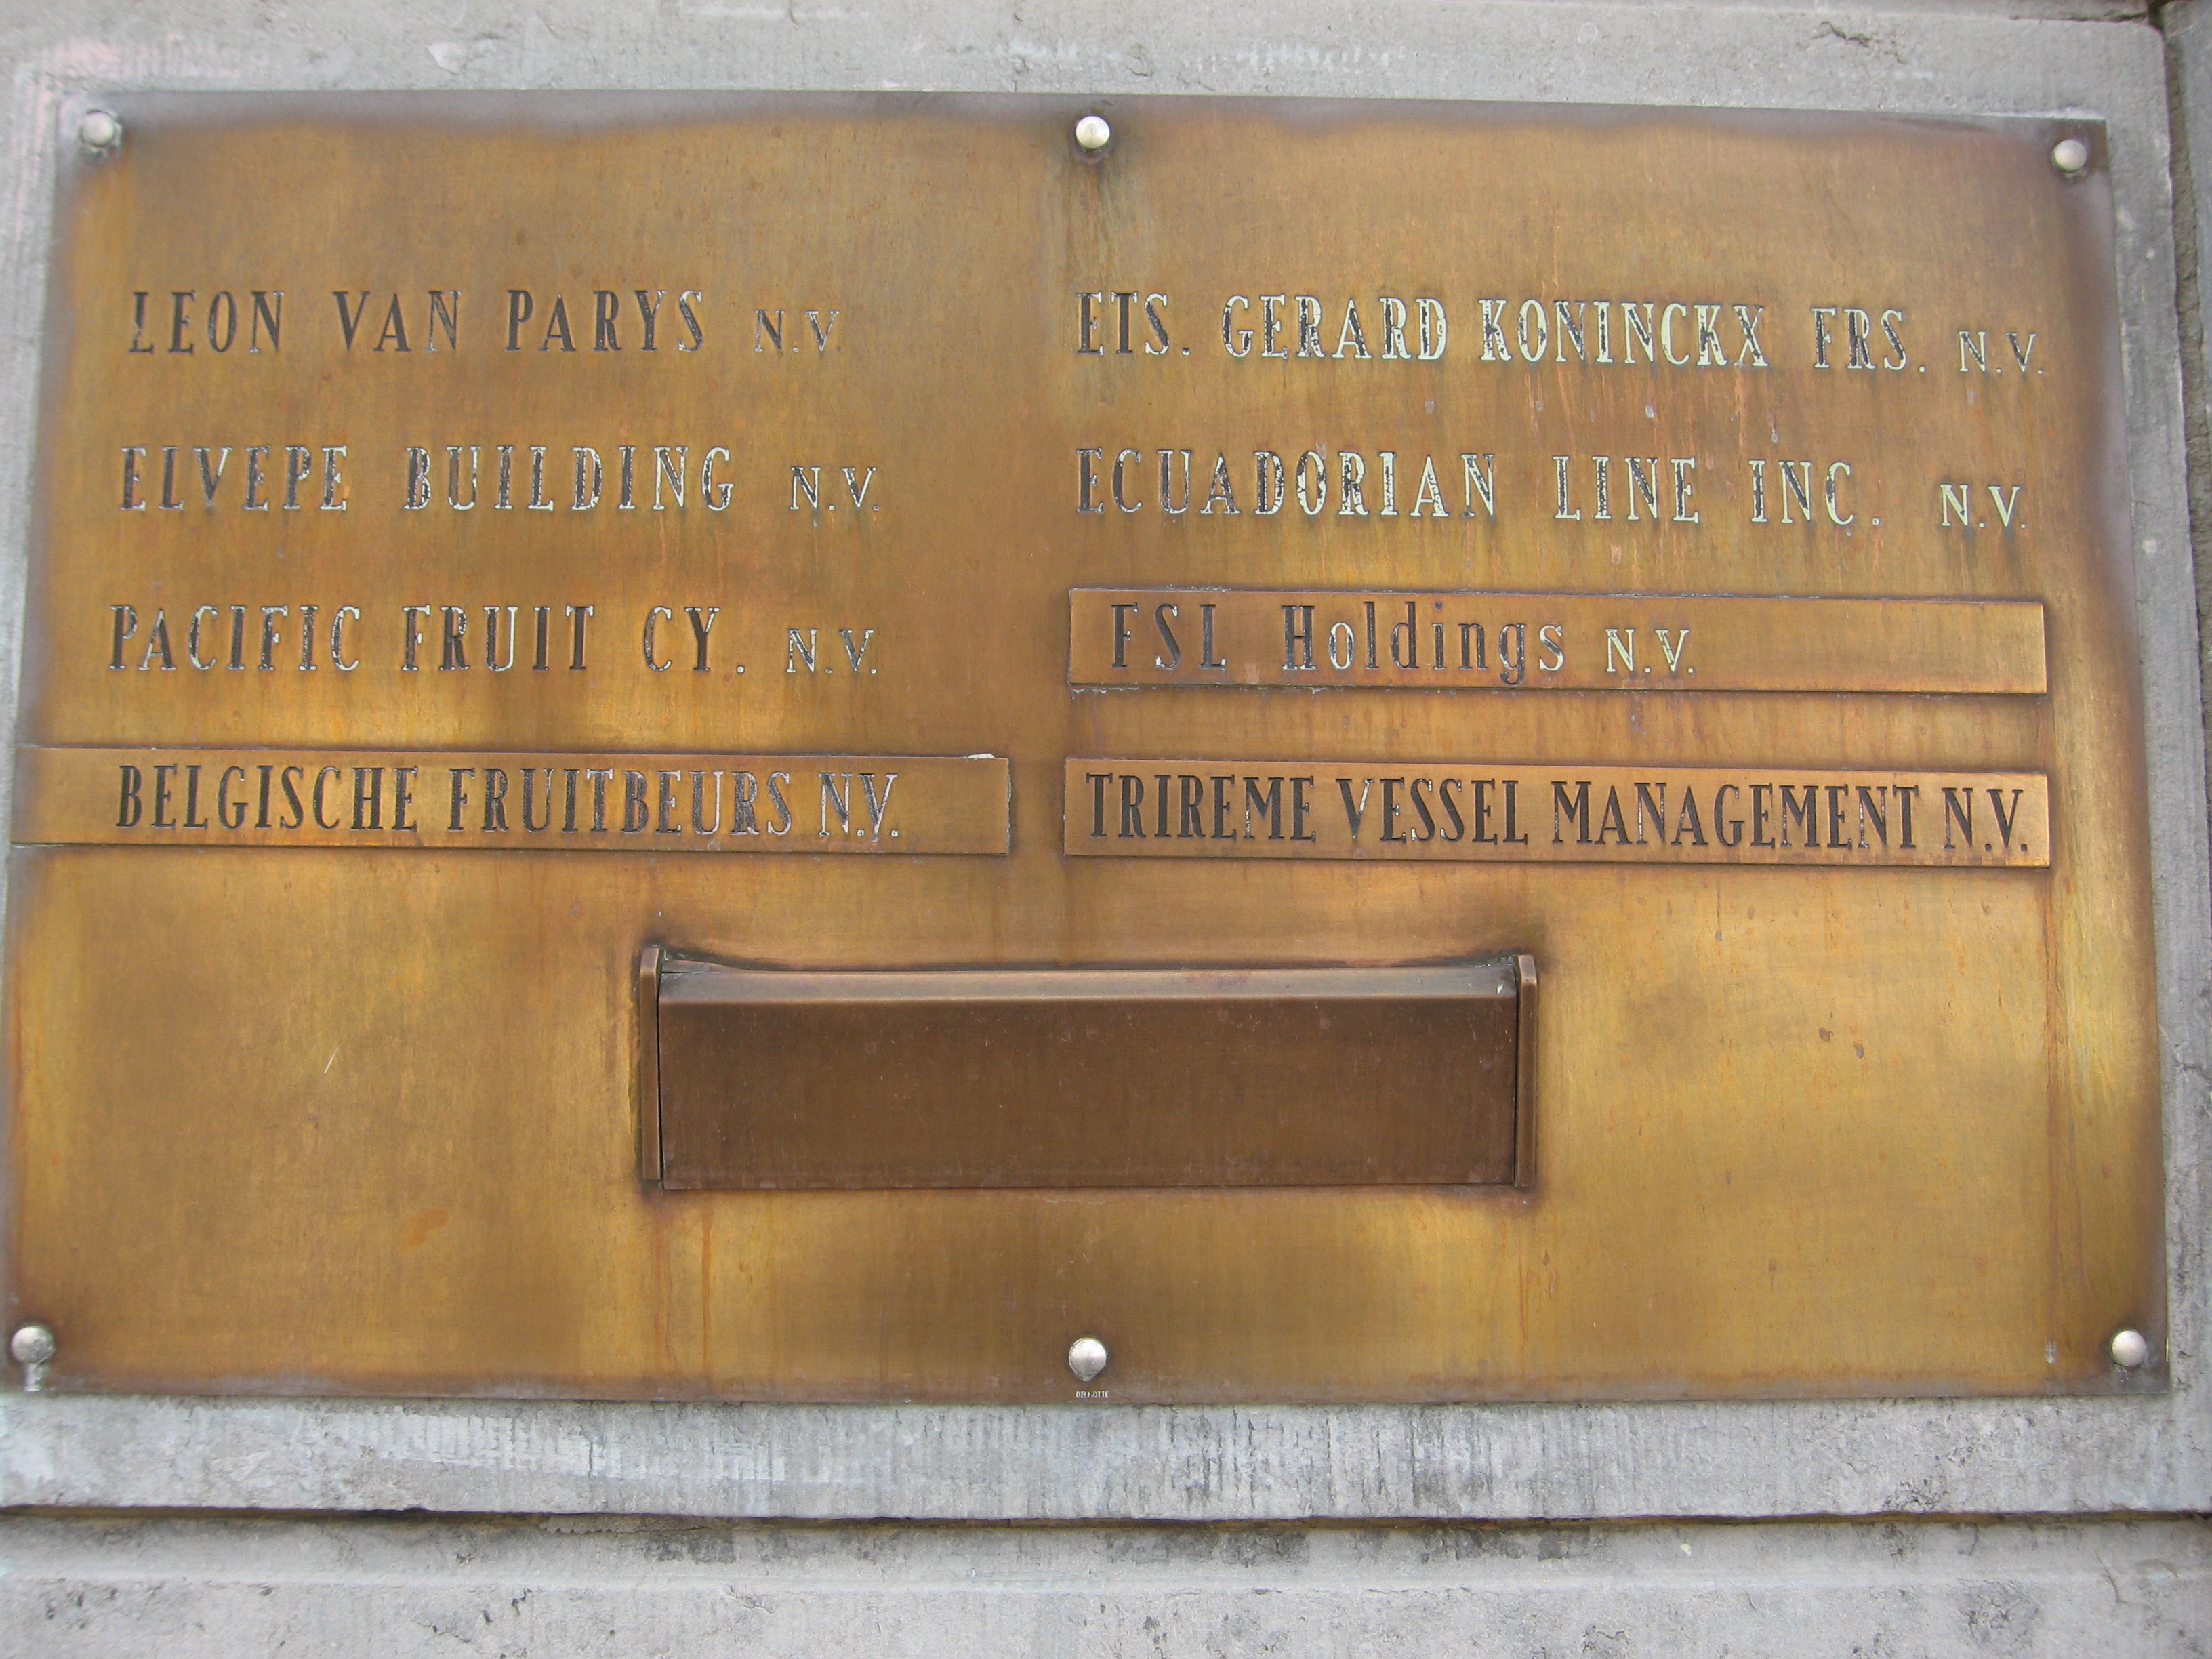 LEON VAN PARYS N.V.
ELVEPE BUILDING N.V.
PACIFIC FRUIT CY. N.V.
BELGISCHE FRUITBEURS N.V.
ETS. GERARD KONINCKX FRS. N.V.
ECUADORIAN LINE INC. N.V.
FSL Holdings N.V.
TRIREME VESSEL MANAGEMENT N.V.
DELMOTTE